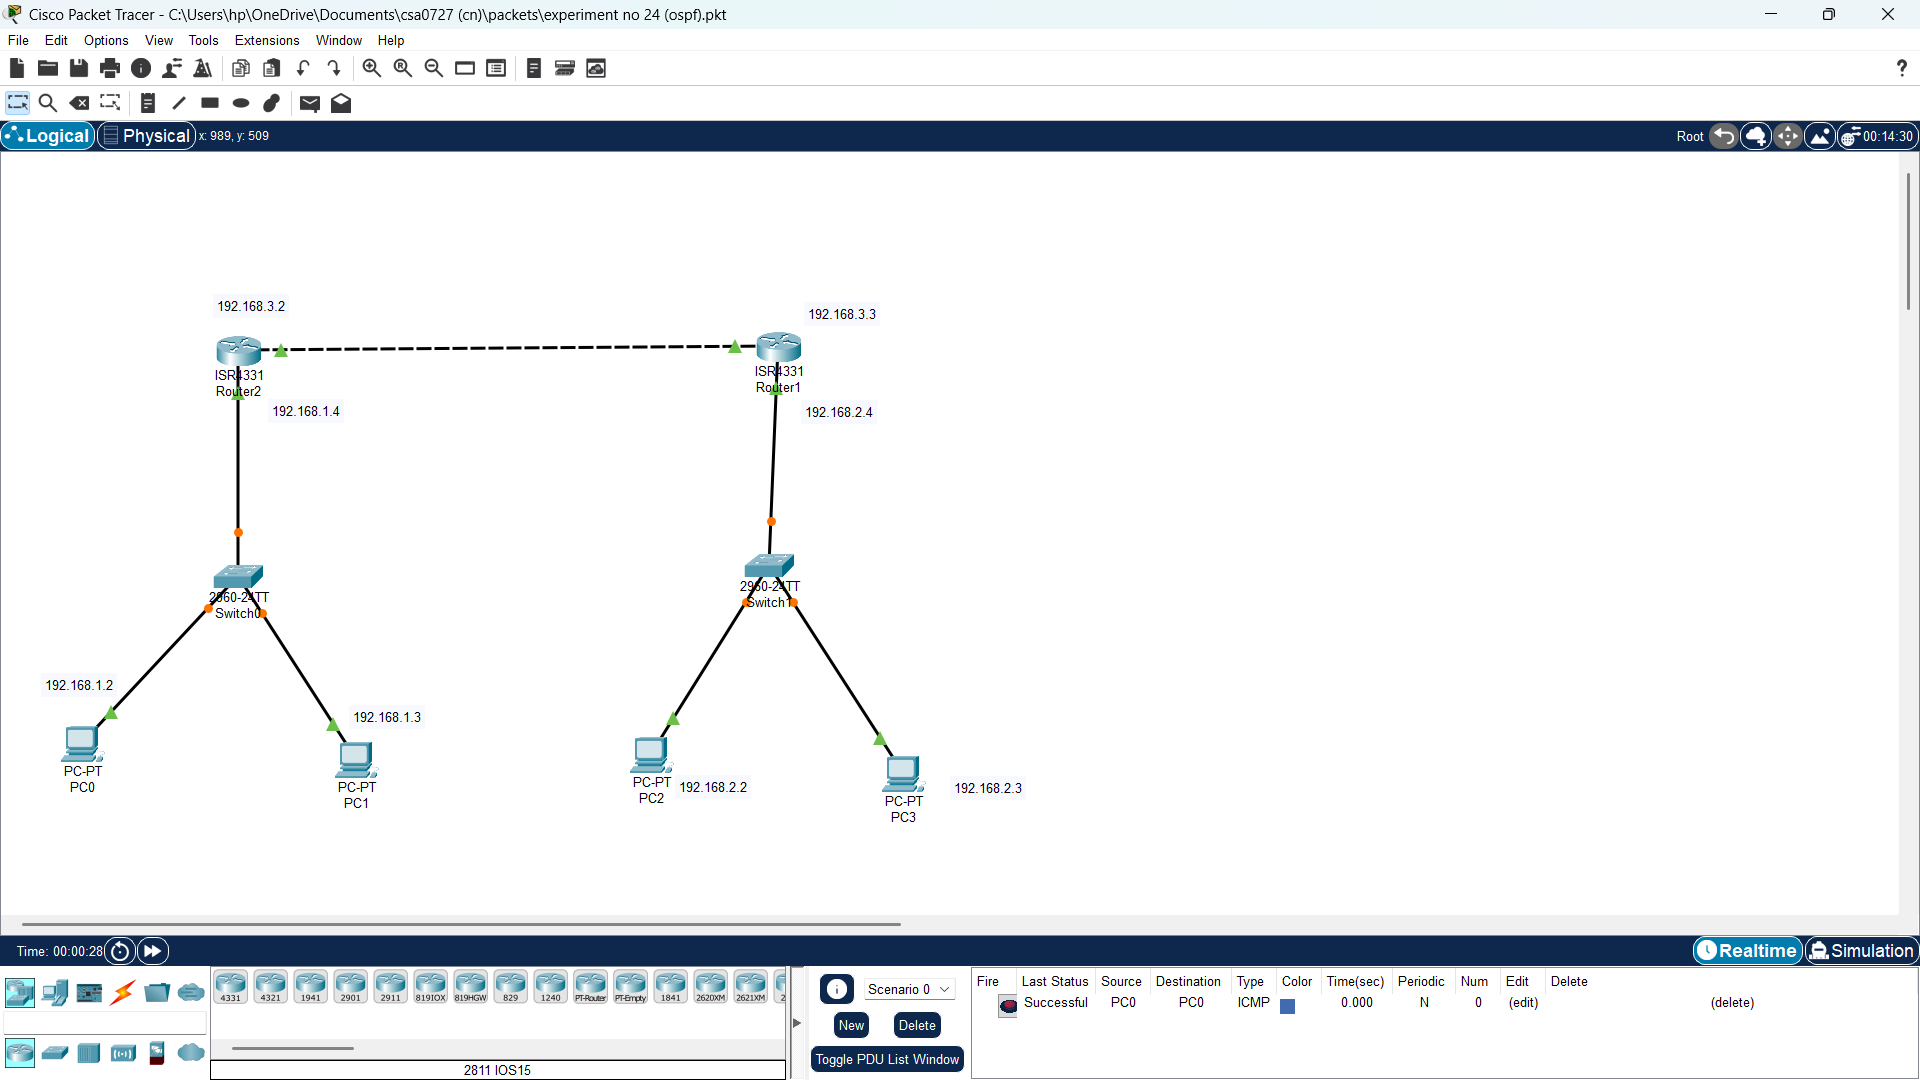 Cisco Packet Tracer - C:\Users\hp\OneDrive\Documents\csa0727 (cn)\packets\experiment no 24 (ospf).pkt
File Edit Options View Tools Extensions Window Help
?
Logical Physical x: 989, y: 509 Root 00:14:30
192.168.3.2
192.168.3.3
ISR4331
Router2
ISR4331
Router1
192.168.1.4
192.168.2.4
2960-24TT
Switch0
2960-24TT
Switch1
192.168.1.2
192.168.1.3
PC-PT
PC0
PC-PT
PC1
PC-PT
PC2
192.168.2.2
192.168.2.3
PC-PT
PC3
Time: 00:00:28 Realtime Simulation
4331 4321 1941 2901 2911 819IOX 819HGW 829 1240 PT-Router PT-Empty 1841 2620XM 2621XM 2
2811 IOS15
Scenario 0
New Delete
Toggle PDU List Window
Fire Last Status Source Destination Type Color Time(sec) Periodic Num Edit Delete
Successful PC0 PC0 ICMP 0.000 N 0 (edit) (delete)